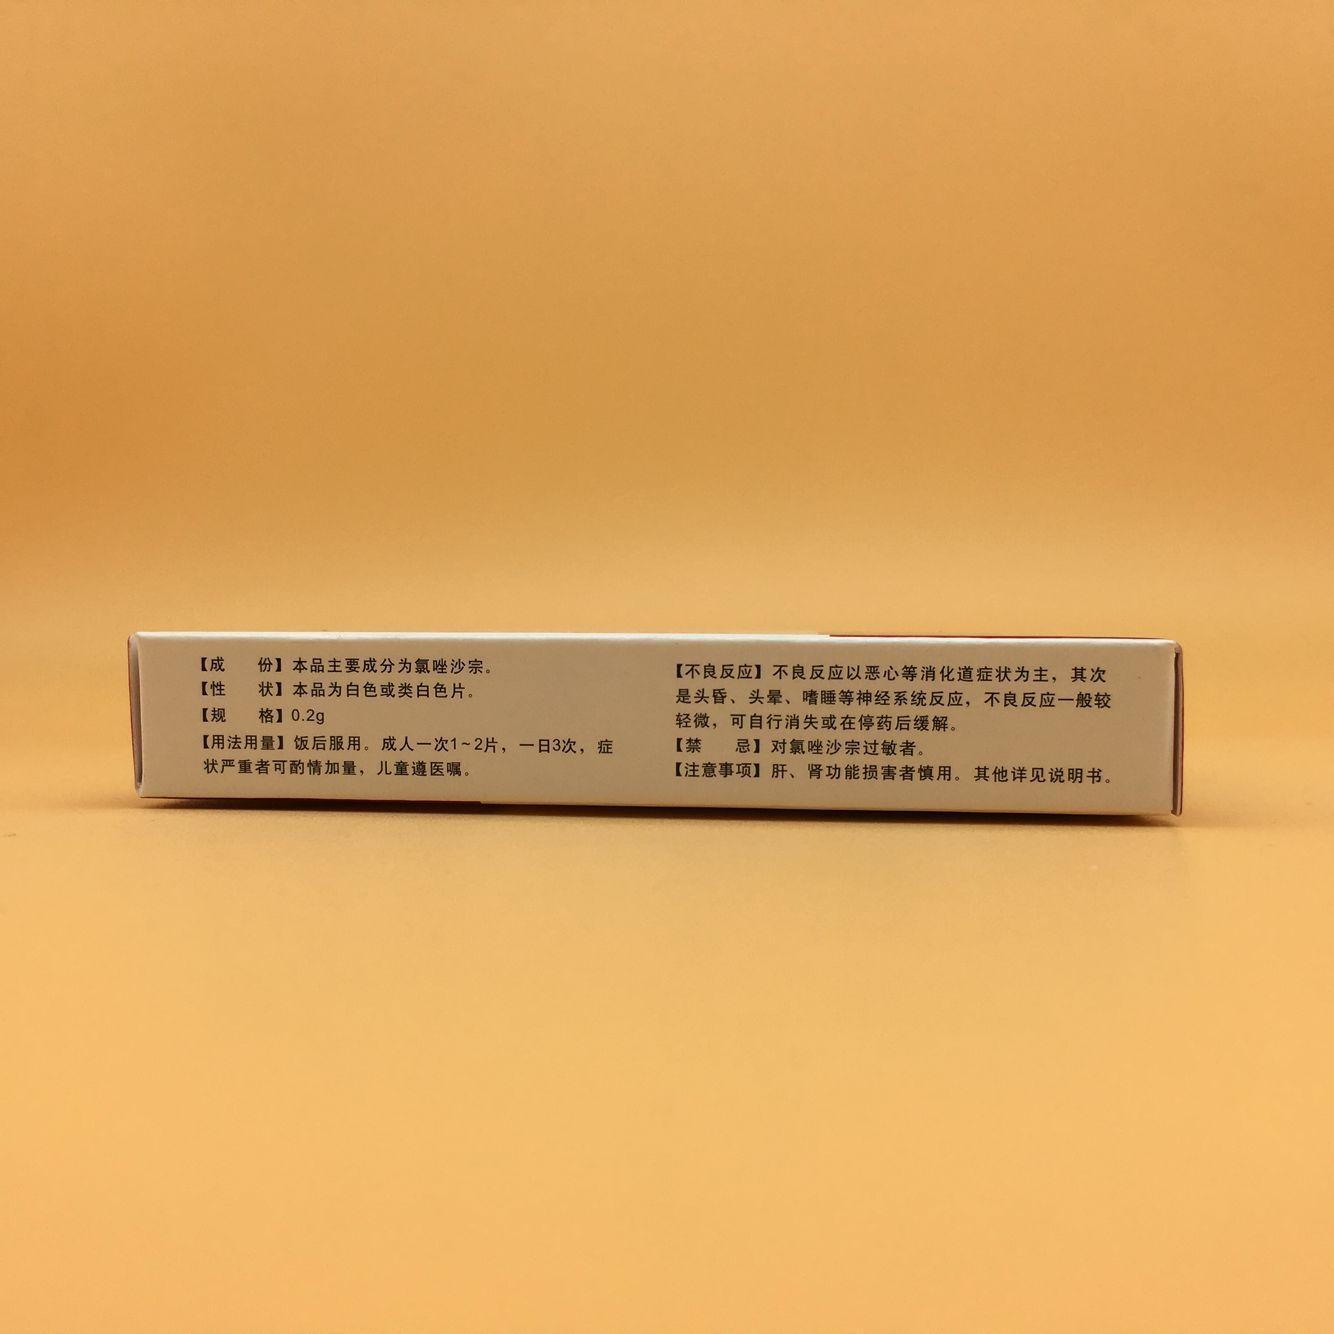 【成　　份】本品主要成分为氯唑沙宗。
【性　　状】本品为白色或类白色片。
【规　　格】0.2g
【用法用量】饭后服用。成人一次1~2片，一日3次，症
状严重者可酌情加量，儿童遵医嘱。
【不良反应】不良反应以恶心等消化道症状为主，其次
是头昏、头晕、嗜睡等神经系统反应，不良反应一般较
轻微，可自行消失或在停药后缓解。
【禁　　忌】对氯唑沙宗过敏者。
【注意事项】肝、肾功能损害者慎用。其他详见说明书。